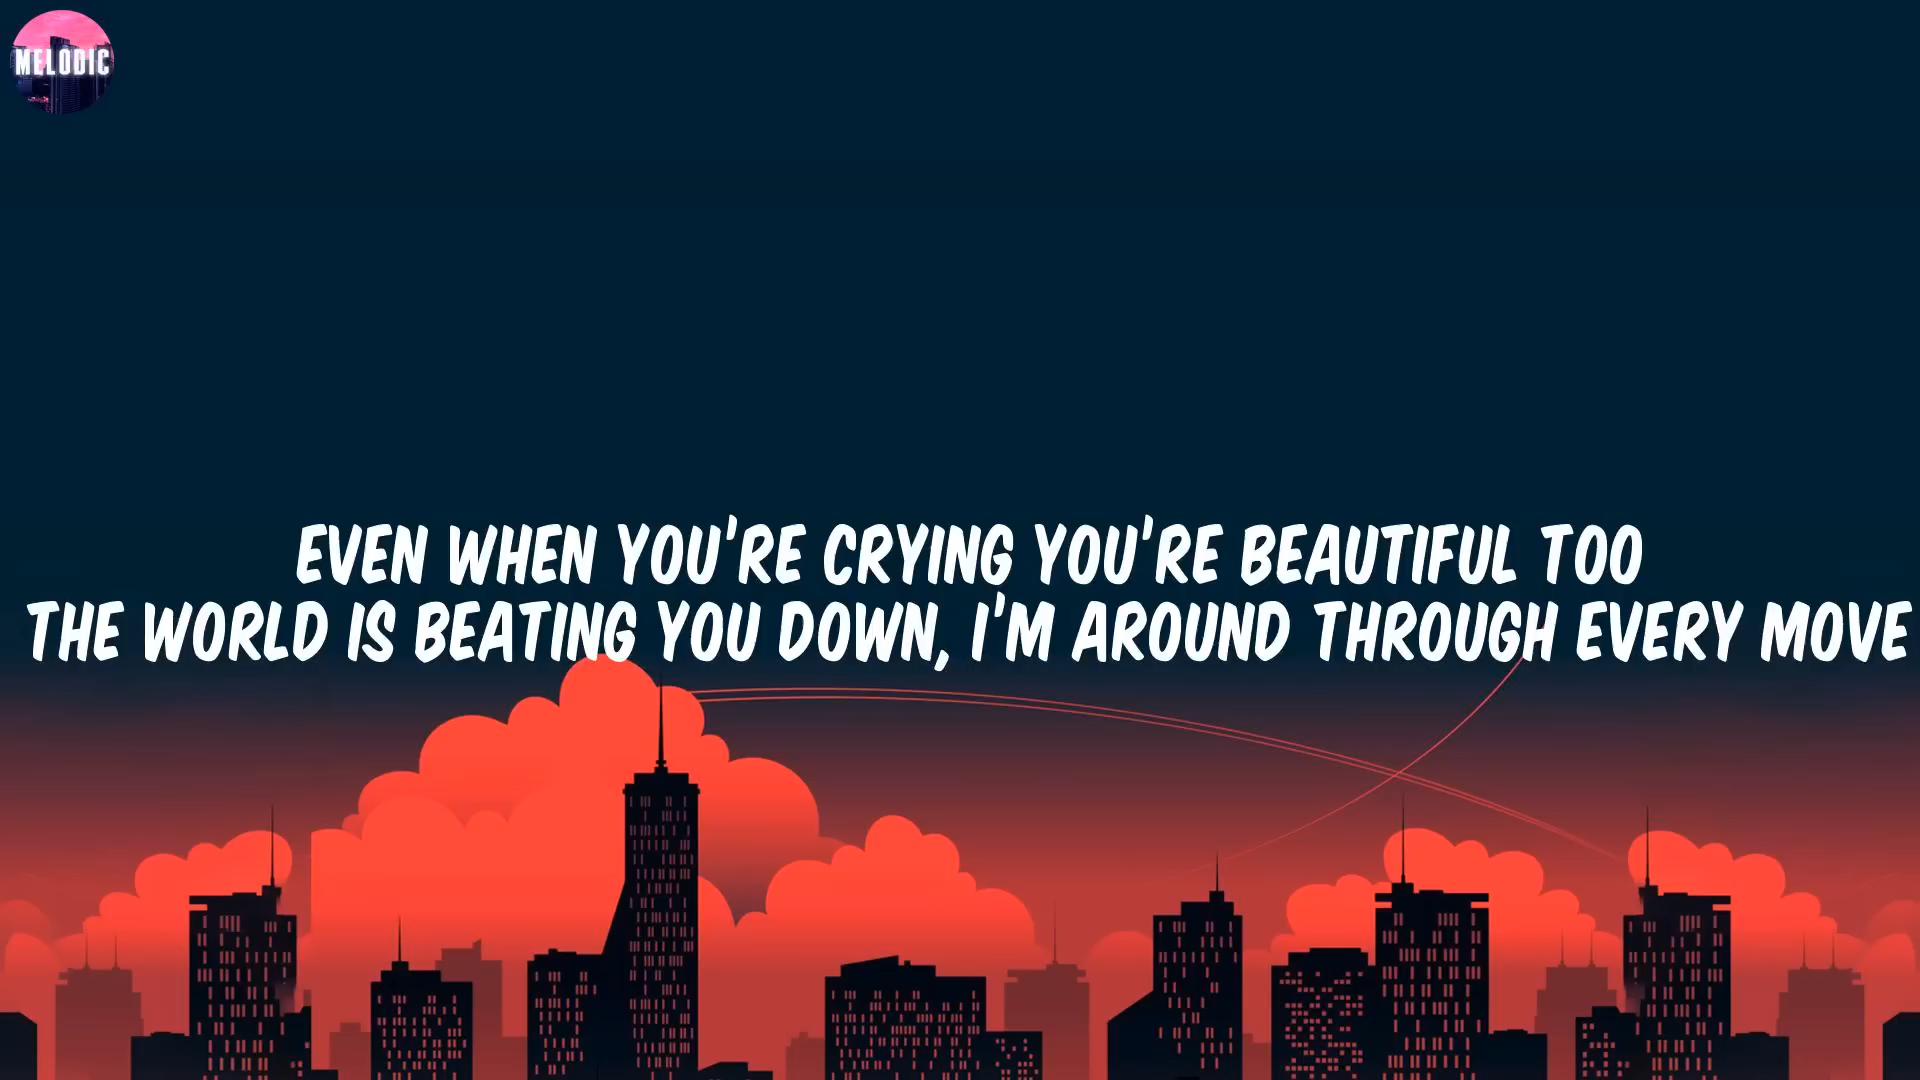 MELODIC
EVEN WHEN YOU'RE CRYING YOU'RE BEAUTIFUL TOO
THE WORLD IS BEATING YOU DOWN, I'M AROUND THROUGH EVERY MOVE